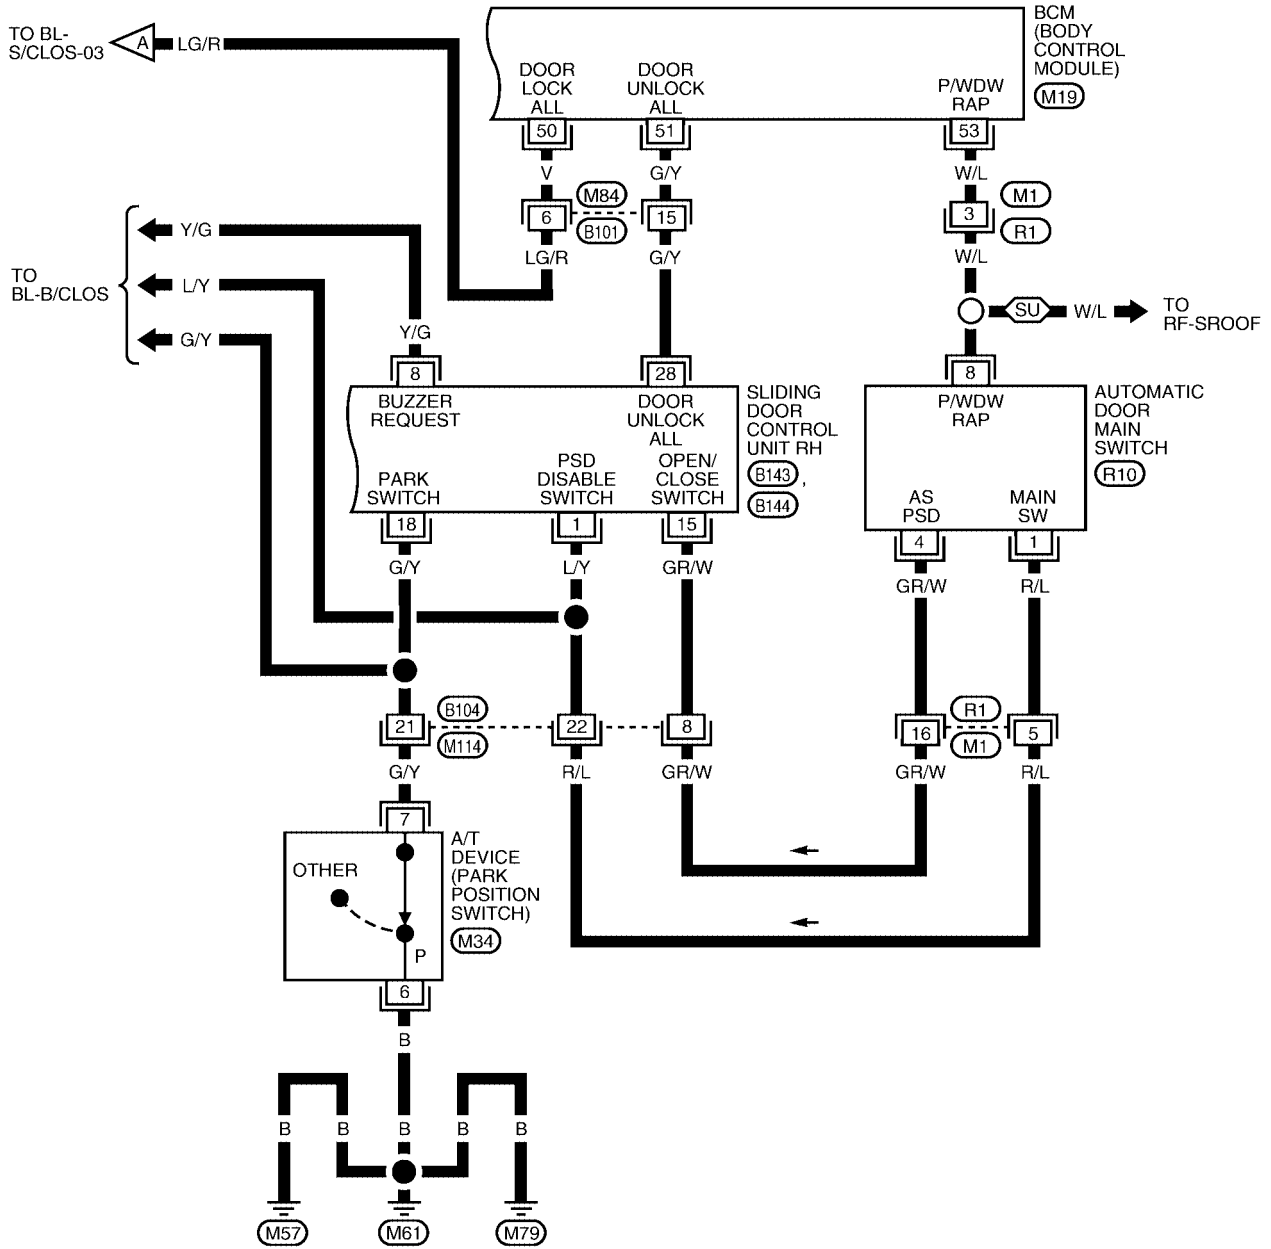 TO BL-
S/CLOS-03
A
LG/R
BCM
(BODY
CONTROL
MODULE)
M19
DOOR
LOCK
ALL
DOOR
UNLOCK
ALL
P/WDW
RAP
50
51
53
V
G/Y
W/L
M84
M1
6
15
3
B101
R1
LG/R
G/Y
W/L
TO
BL-B/CLOS
Y/G
L/Y
G/Y
SU
W/L
TO
RF-SROOF
Y/G
8
28
8
BUZZER
REQUEST
DOOR
UNLOCK
ALL
PARK
SWITCH
PSD
DISABLE
SWITCH
OPEN/
CLOSE
SWITCH
SLIDING
DOOR
CONTROL
UNIT RH
B143 ,
B144
P/WDW
RAP
AS
PSD
MAIN
SW
AUTOMATIC
DOOR
MAIN
SWITCH
R10
18
1
15
4
1
G/Y
L/Y
GR/W
GR/W
R/L
B104
R1
21
22
8
16
5
M114
M1
G/Y
R/L
GR/W
GR/W
R/L
7
OTHER
P
A/T
DEVICE
(PARK
POSITION
SWITCH)
M34
6
B
B
B
B
B
B
M57
M61
M79